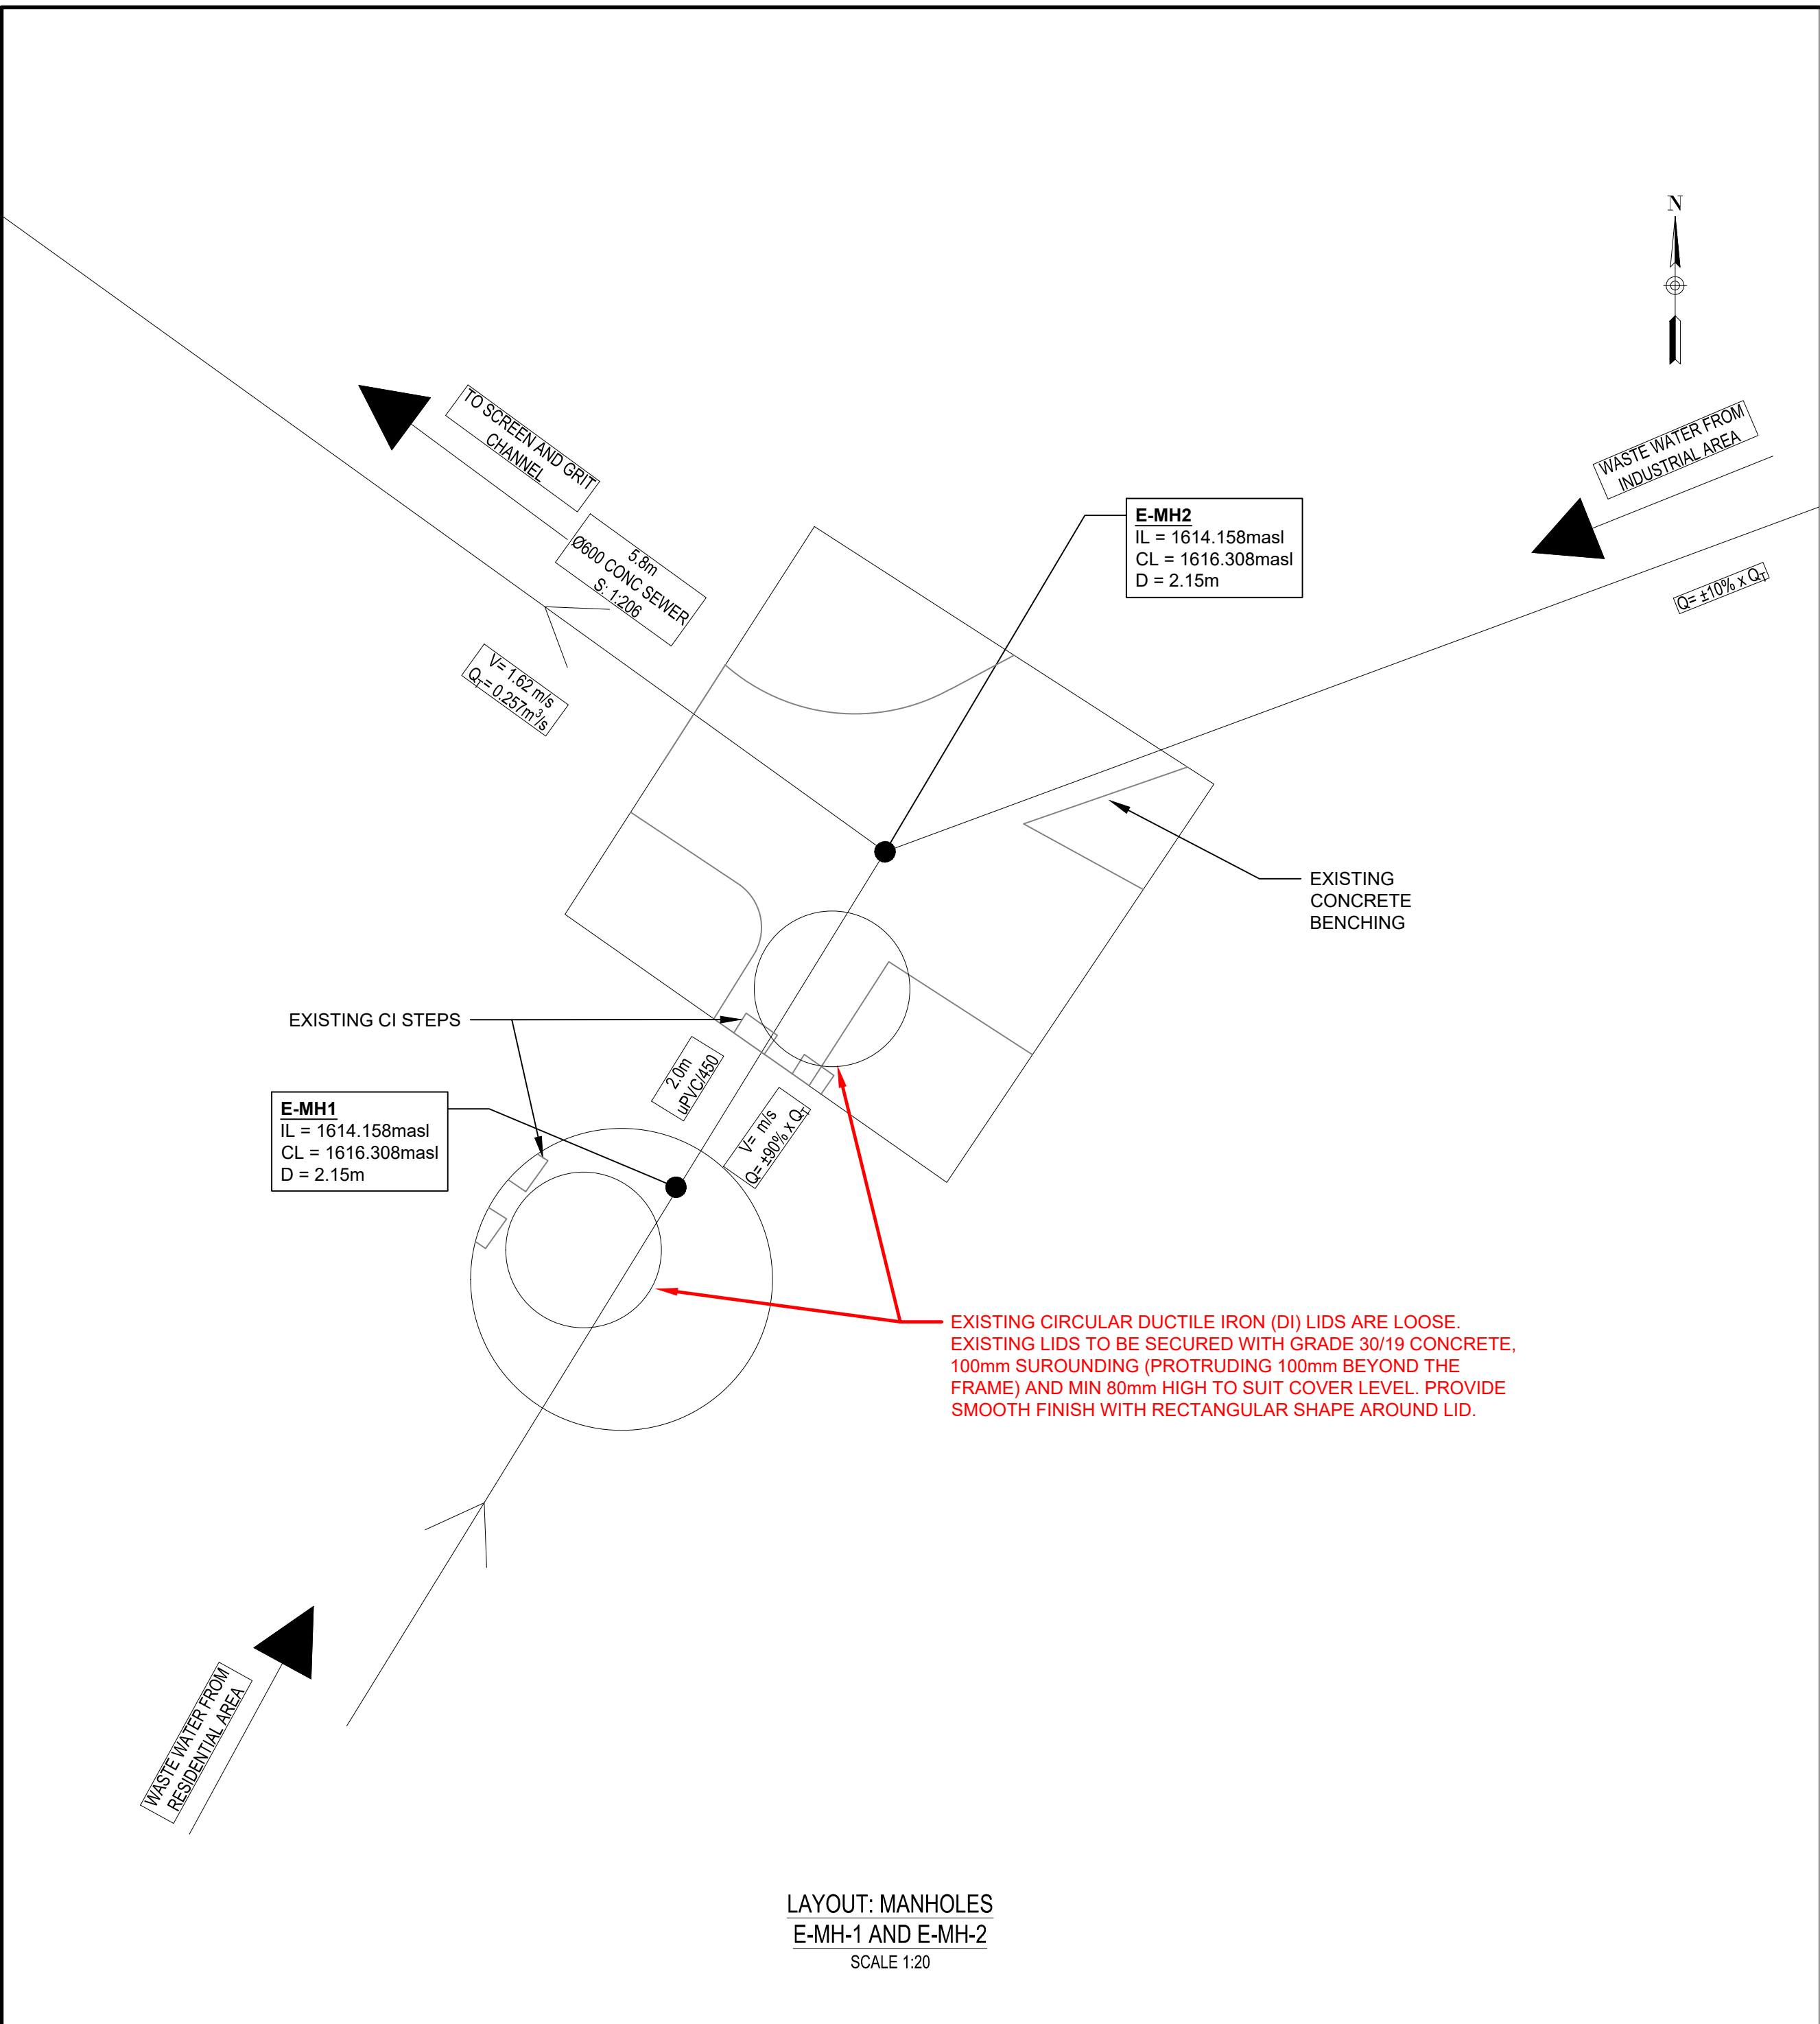 N
TO SCREEN AND GRIT
CHANNEL
WASTE WATER FROM
INDUSTRIAL AREA
E-MH2
IL = 1614.158masl
CL = 1616.308masl
D = 2.15m
5.8m
Ø600 CONC SEWER
S: 1:206
Q= ±10% x QT
V= 1.62 m/s
QT= 0.257m³/s
EXISTING
CONCRETE
BENCHING
EXISTING CI STEPS
2.0m
uPVC/450
E-MH1
IL = 1614.158masl
CL = 1616.308masl
D = 2.15m
V= m/s
Q= ±90% x QT
EXISTING CIRCULAR DUCTILE IRON (DI) LIDS ARE LOOSE.
EXISTING LIDS TO BE SECURED WITH GRADE 30/19 CONCRETE,
100mm SUROUNDING (PROTRUDING 100mm BEYOND THE
FRAME) AND MIN 80mm HIGH TO SUIT COVER LEVEL. PROVIDE
SMOOTH FINISH WITH RECTANGULAR SHAPE AROUND LID.
WASTE WATER FROM
RESIDENTIAL AREA
LAYOUT: MANHOLES
E-MH-1 AND E-MH-2
SCALE 1:20